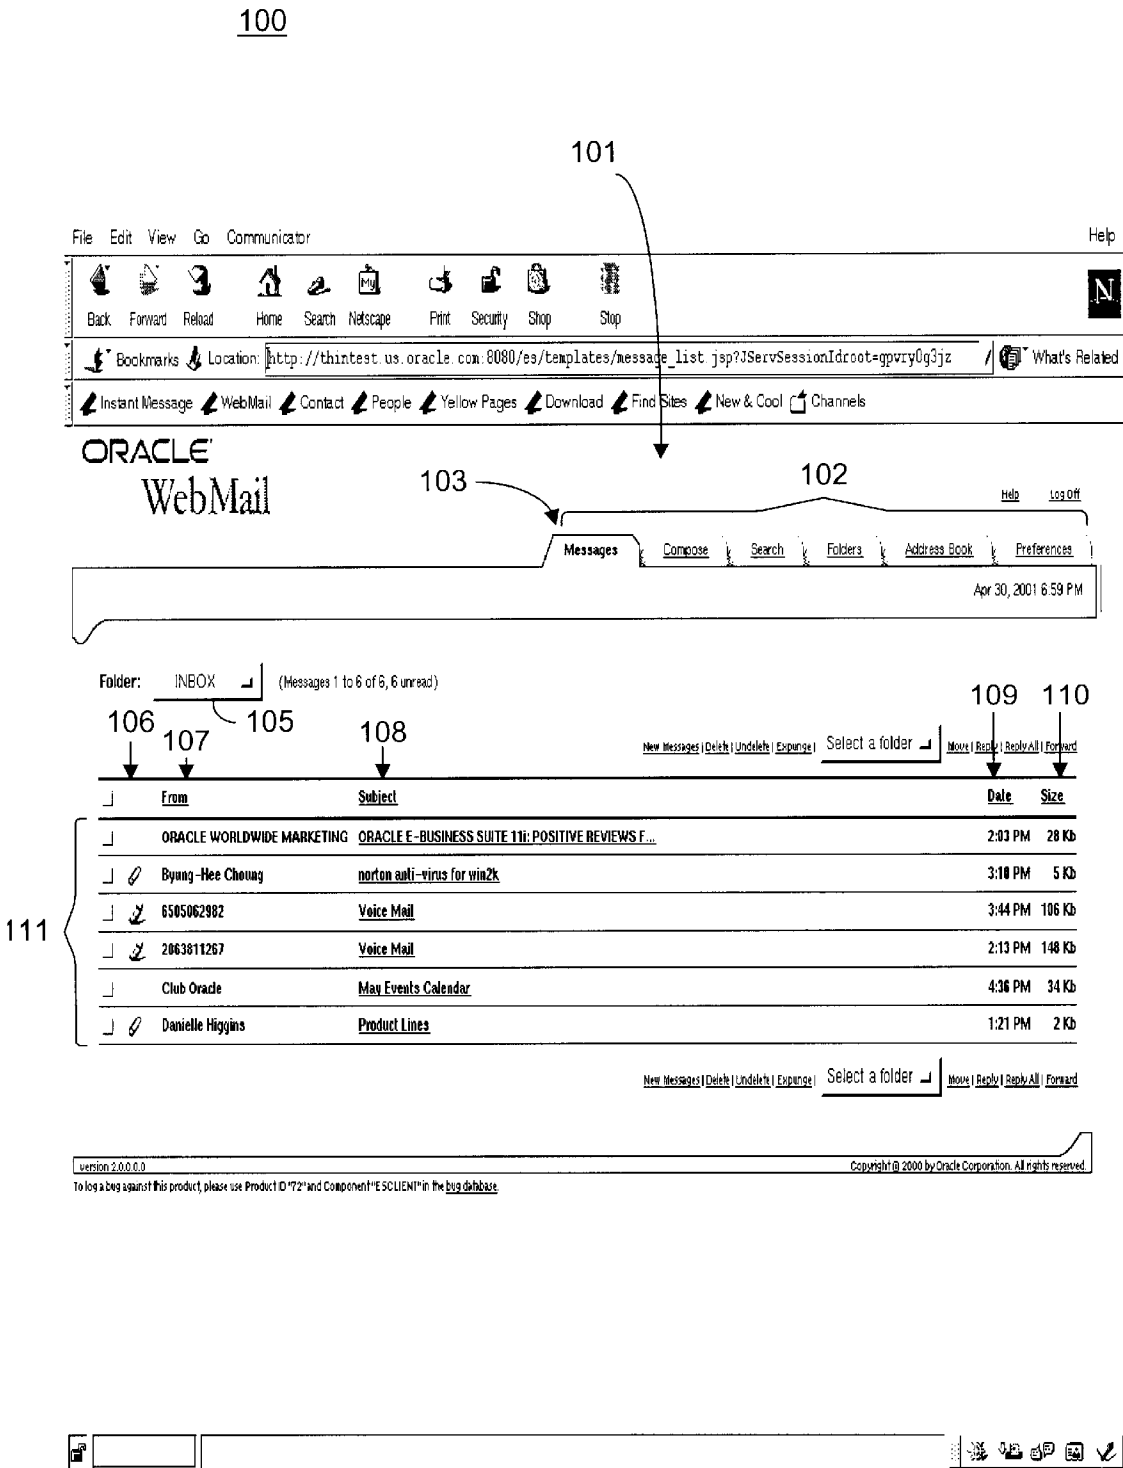 100
101
File Edit View Go Communicator Help
Back Forward Reload Home Search Netscape Print Security Shop Stop
My
N
Bookmarks Location: http://thintest.us.oracle.com:8080/es/templates/message_list.jsp?JServSessionIdroot=gpvry0g3jz What's Related
Instant Message WebMail Contact People Yellow Pages Download Find Sites New & Cool Channels
ORACLE
WebMail
103
102
Help Log Off
Messages Compose Search Folders Address Book Preferences
Apr 30, 2001 6:59 PM
Folder: INBOX (Messages 1 to 6 of 6, 6 unread)
105
106 107 108 109 110
New Messages | Delete | Undelete | Expunge | Select a folder Move | Reply | Reply All | Forward
From Subject Date Size
ORACLE WORLDWIDE MARKETING ORACLE E-BUSINESS SUITE 11i: POSITIVE REVIEWS F... 2:03 PM 28 Kb
Byung-Hee Choung norton anti-virus for win2k 3:18 PM 5 Kb
6505062982 Voice Mail 3:44 PM 106 Kb
111
2063811267 Voice Mail 2:13 PM 148 Kb
Club Oracle May Events Calendar 4:36 PM 34 Kb
Danielle Higgins Product Lines 1:21 PM 2 Kb
New Messages | Delete | Undelete | Expunge | Select a folder Move | Reply | Reply All | Forward
version 2.0.0.0.0 Copyright @ 2000 by Oracle Corporation. All rights reserved.
To log a bug against this product, please use Product ID "72" and Component "ESCLIENT" in the bug database.